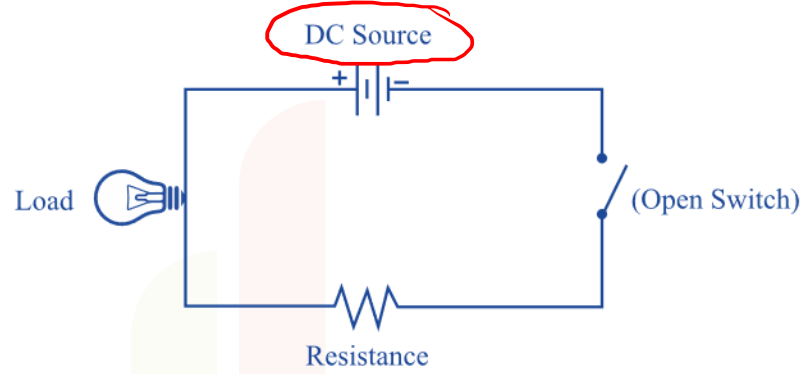 DC Source
+ −
Load
(Open Switch)
Resistance